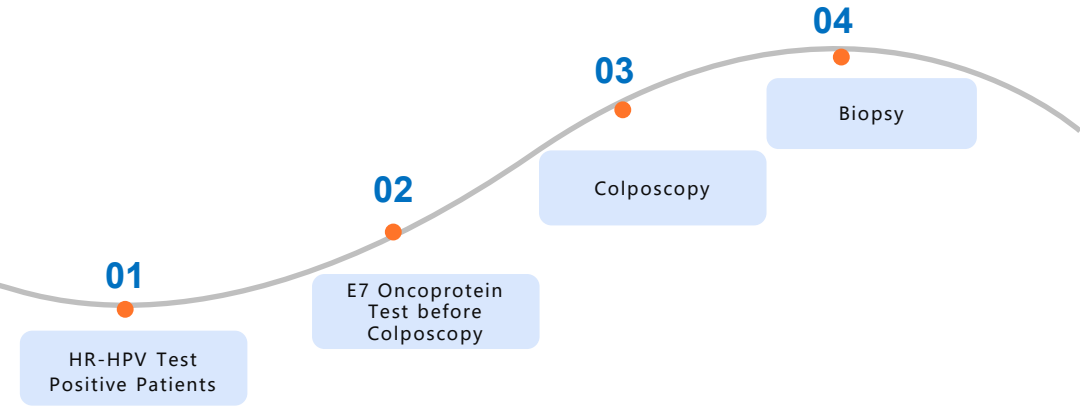 01
HR-HPV Test
Positive Patients
02
E7 Oncoprotein
Test before
Colposcopy
03
Colposcopy
04
Biopsy